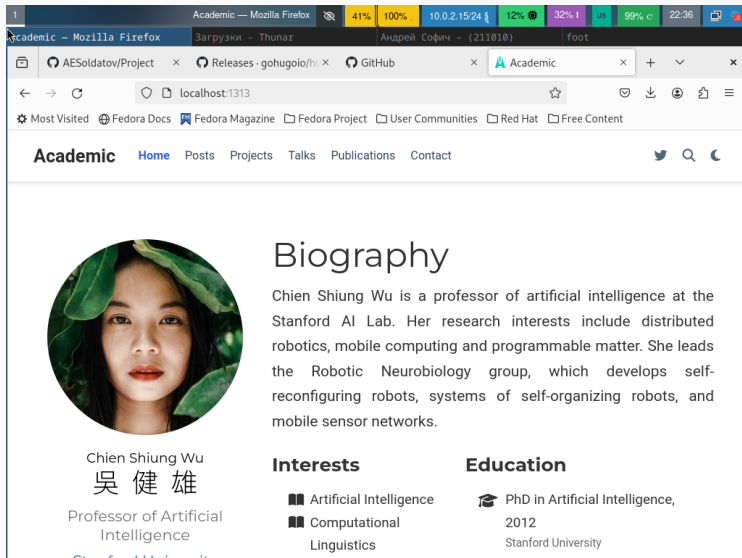 1 Academic — Mozilla Firefox 41% 100% 10.0.2.15/24 12% 32% us 99% 22:36
Academic — Mozilla Firefox Загрузки - Thunar Андрей Софич - (211010) foot
AESoldatov/Project Releases · gohugoio/hu GitHub Academic
localhost:1313
Most Visited Fedora Docs Fedora Magazine Fedora Project User Communities Red Hat Free Content
Academic Home Posts Projects Talks Publications Contact
Biography
Chien Shiung Wu is a professor of artificial intelligence at the
Stanford AI Lab. Her research interests include distributed
robotics, mobile computing and programmable matter. She leads
the Robotic Neurobiology group, which develops self-
reconfiguring robots, systems of self-organizing robots, and
mobile sensor networks.
Chien Shiung Wu
吳健雄
Professor of Artificial
Intelligence
Stanford University
Interests
Artificial Intelligence
Computational
Linguistics
Education
PhD in Artificial Intelligence,
2012
Stanford University